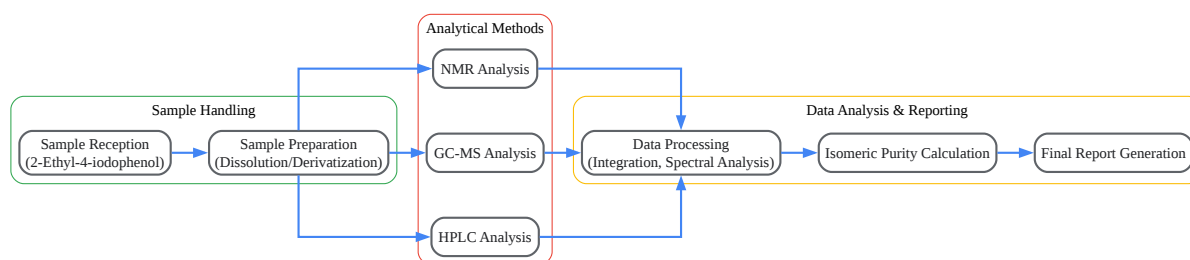 Analytical Methods
NMR Analysis
Sample Handling
Data Analysis & Reporting
Sample Reception
(2-Ethyl-4-iodophenol)
Sample Preparation
(Dissolution/Derivatization)
GC-MS Analysis
Data Processing
(Integration, Spectral Analysis)
Isomeric Purity Calculation
Final Report Generation
HPLC Analysis